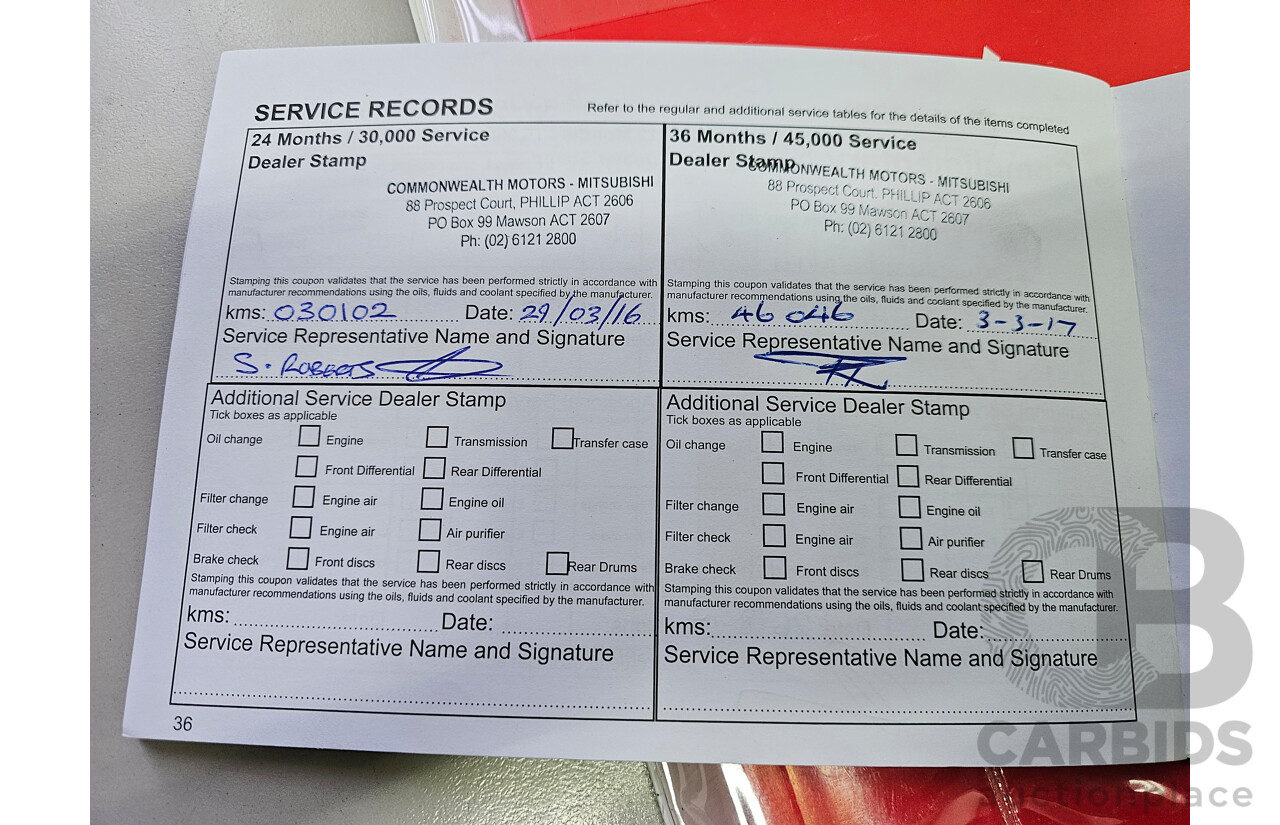 SERVICE RECORDS
Refer to the regular and additional service tables for the details of the items completed
24 Months / 30,000 Service
Dealer Stamp
COMMONWEALTH MOTORS - MITSUBISHI
88 Prospect Court, PHILLIP ACT 2606
PO Box 99 Mawson ACT 2607
Ph: (02) 6121 2800
Stamping this coupon validates that the service has been performed strictly in accordance with
manufacturer recommendations using the oils, fluids and coolant specified by the manufacturer.
kms: 030102 Date: 29/03/16
Service Representative Name and Signature
S. ROBERTS
Additional Service Dealer Stamp
Tick boxes as applicable
Oil change Engine Transmission Transfer case
Front Differential Rear Differential
Filter change Engine air Engine oil
Filter check Engine air Air purifier
Brake check Front discs Rear discs Rear Drums
Stamping this coupon validates that the service has been performed strictly in accordance with
manufacturer recommendations using the oils, fluids and coolant specified by the manufacturer.
kms: Date:
Service Representative Name and Signature
36 Months / 45,000 Service
Dealer Stamp
COMMONWEALTH MOTORS - MITSUBISHI
88 Prospect Court, PHILLIP ACT 2606
PO Box 99 Mawson ACT 2607
Ph: (02) 6121 2800
Stamping this coupon validates that the service has been performed strictly in accordance with
manufacturer recommendations using the oils, fluids and coolant specified by the manufacturer.
kms: 46 046 Date: 3-3-17
Service Representative Name and Signature
Additional Service Dealer Stamp
Tick boxes as applicable
Oil change Engine Transmission Transfer case
Front Differential Rear Differential
Filter change Engine air Engine oil
Filter check Engine air Air purifier
Brake check Front discs Rear discs Rear Drums
Stamping this coupon validates that the service has been performed strictly in accordance with
manufacturer recommendations using the oils, fluids and coolant specified by the manufacturer.
kms: Date:
Service Representative Name and Signature
36
CB
CARBIDS
auctionplace